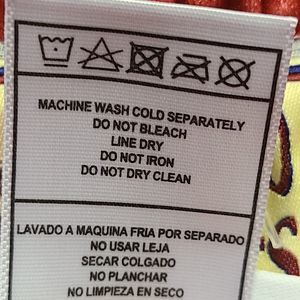 MACHINE WASH COLD SEPARATELY
DO NOT BLEACH
LINE DRY
DO NOT IRON
DO NOT DRY CLEAN
LAVADO A MAQUINA FRIA POR SEPARADO
NO USAR LEJA
SECAR COLGADO
NO PLANCHAR
NO LIMPIEZA EN SECO